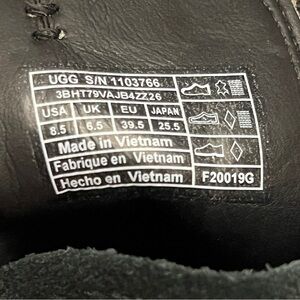 UGG S/N 1103766
3BHT79VAJB4ZZ26
USA UK EU JAPAN
8.5 6.5 39.5 25.5
Made in Vietnam
Fabriqué en Vietnam
Hecho en Vietnam F20019G